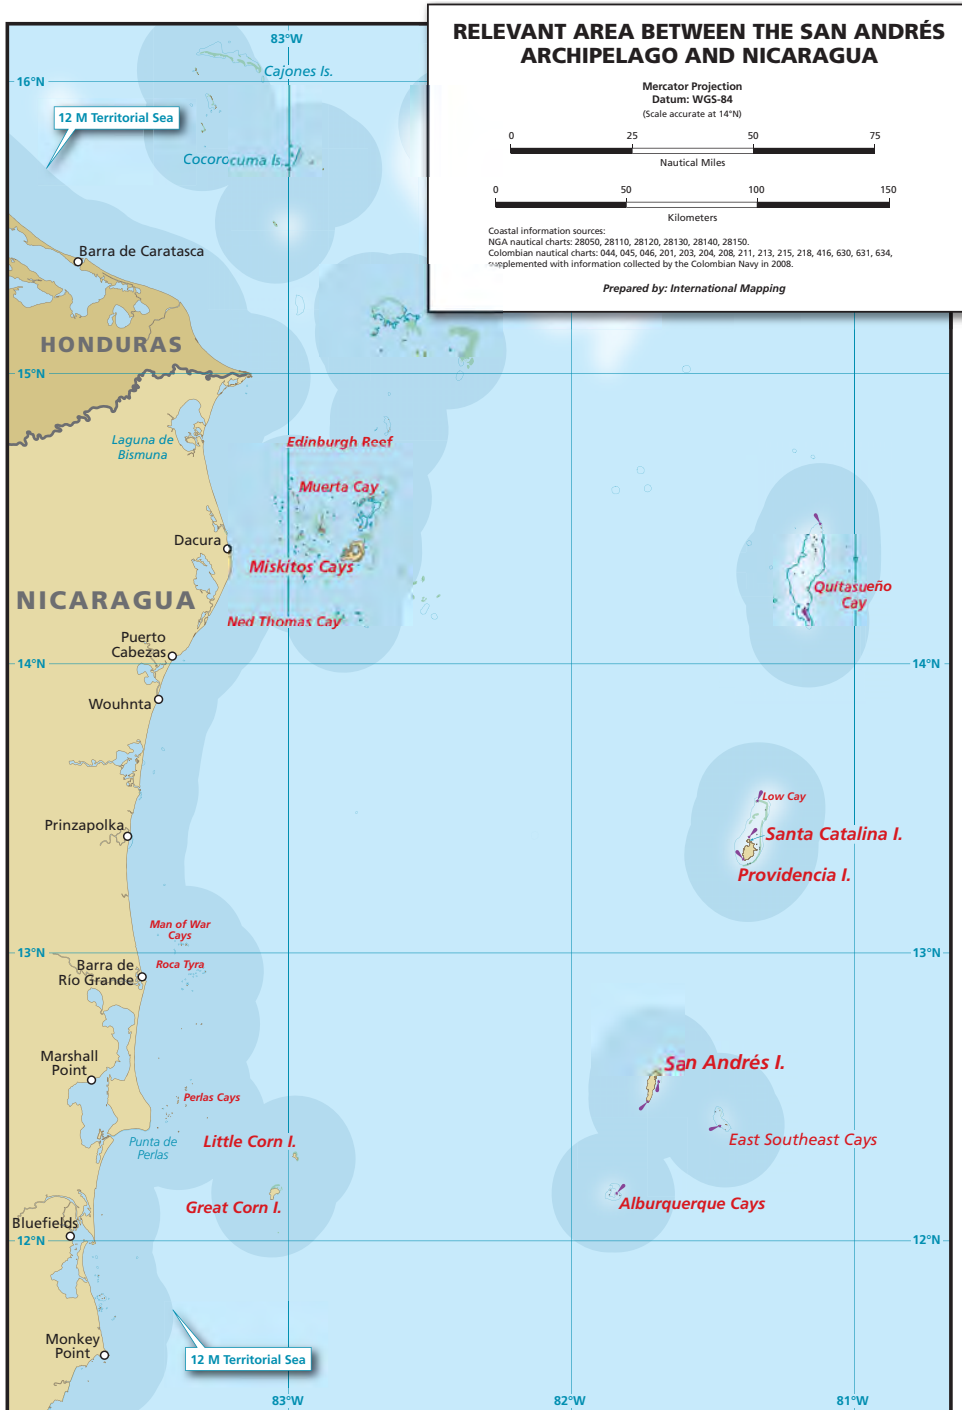 RELEVANT AREA BETWEEN THE SAN ANDRÉS
ARCHIPELAGO AND NICARAGUA
Mercator Projection
Datum: WGS-84
(Scale accurate at 14°N)
0 25 50 75
Nautical Miles
0 50 100 150
Kilometers
Coastal information sources:
NGA nautical charts: 28050, 28110, 28120, 28130, 28140, 28150.
Colombian nautical charts: 044, 045, 046, 201, 203, 204, 208, 211, 213, 215, 218, 416, 630, 631, 634,
supplemented with information collected by the Colombian Navy in 2008.
Prepared by: International Mapping
83°W
Cajones Is.
16°N
12 M Territorial Sea
Cocorocuma Is.
Barra de Caratasca
HONDURAS
15°N
Laguna de
Bismuna
Edinburgh Reef
Muerta Cay
Dacura
Miskitos Cays
Quitasueño
Cay
NICARAGUA
Ned Thomas Cay
Puerto
Cabezas
14°N
14°N
Wouhnta
Low Cay
Prinzapolka
Santa Catalina I.
Providencia I.
Man of War
Cays
13°N
13°N
Barra de
Río Grande
Roca Tyra
Marshall
Point
San Andrés I.
Perlas Cays
Punta de
Perlas
Little Corn I.
East Southeast Cays
Great Corn I.
Alburquerque Cays
Bluefields
12°N
12°N
Monkey
Point
12 M Territorial Sea
83°W
82°W
81°W